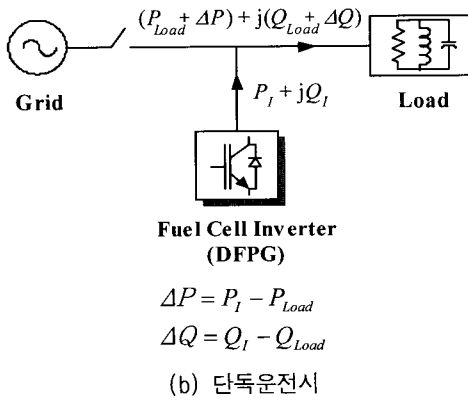 (P_Load + ΔP) + j(Q_Load + ΔQ)
Grid
P_I + jQ_I
Load
Fuel Cell Inverter
(DFPG)
ΔP = P_I − P_Load
ΔQ = Q_I − Q_Load
(b) 단독운전시